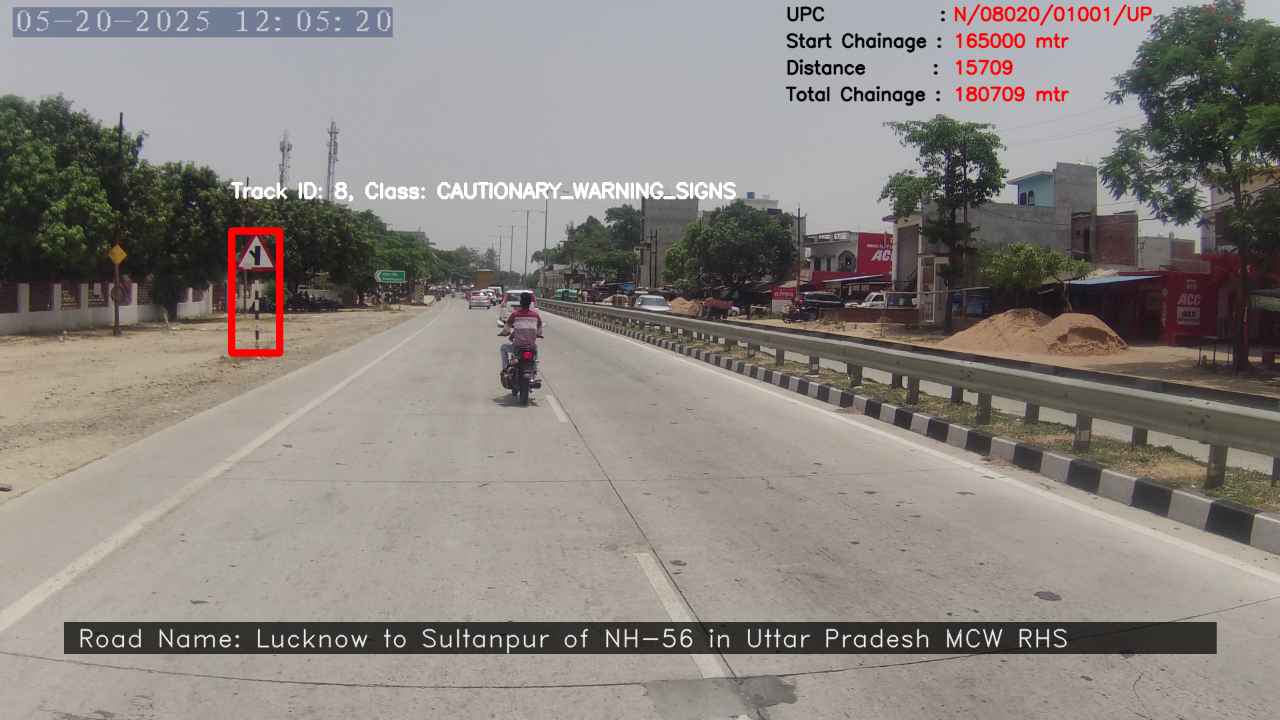 05-20-2025 12:05:20
UPC : N/08020/01001/UP
Start Chainage : 165000 mtr
Distance : 15709
Total Chainage : 180709 mtr
Track ID: 8, Class: CAUTIONARY_WARNING_SIGNS
ACC
ACC
Road Name: Lucknow to Sultanpur of NH-56 in Uttar Pradesh MCW RHS